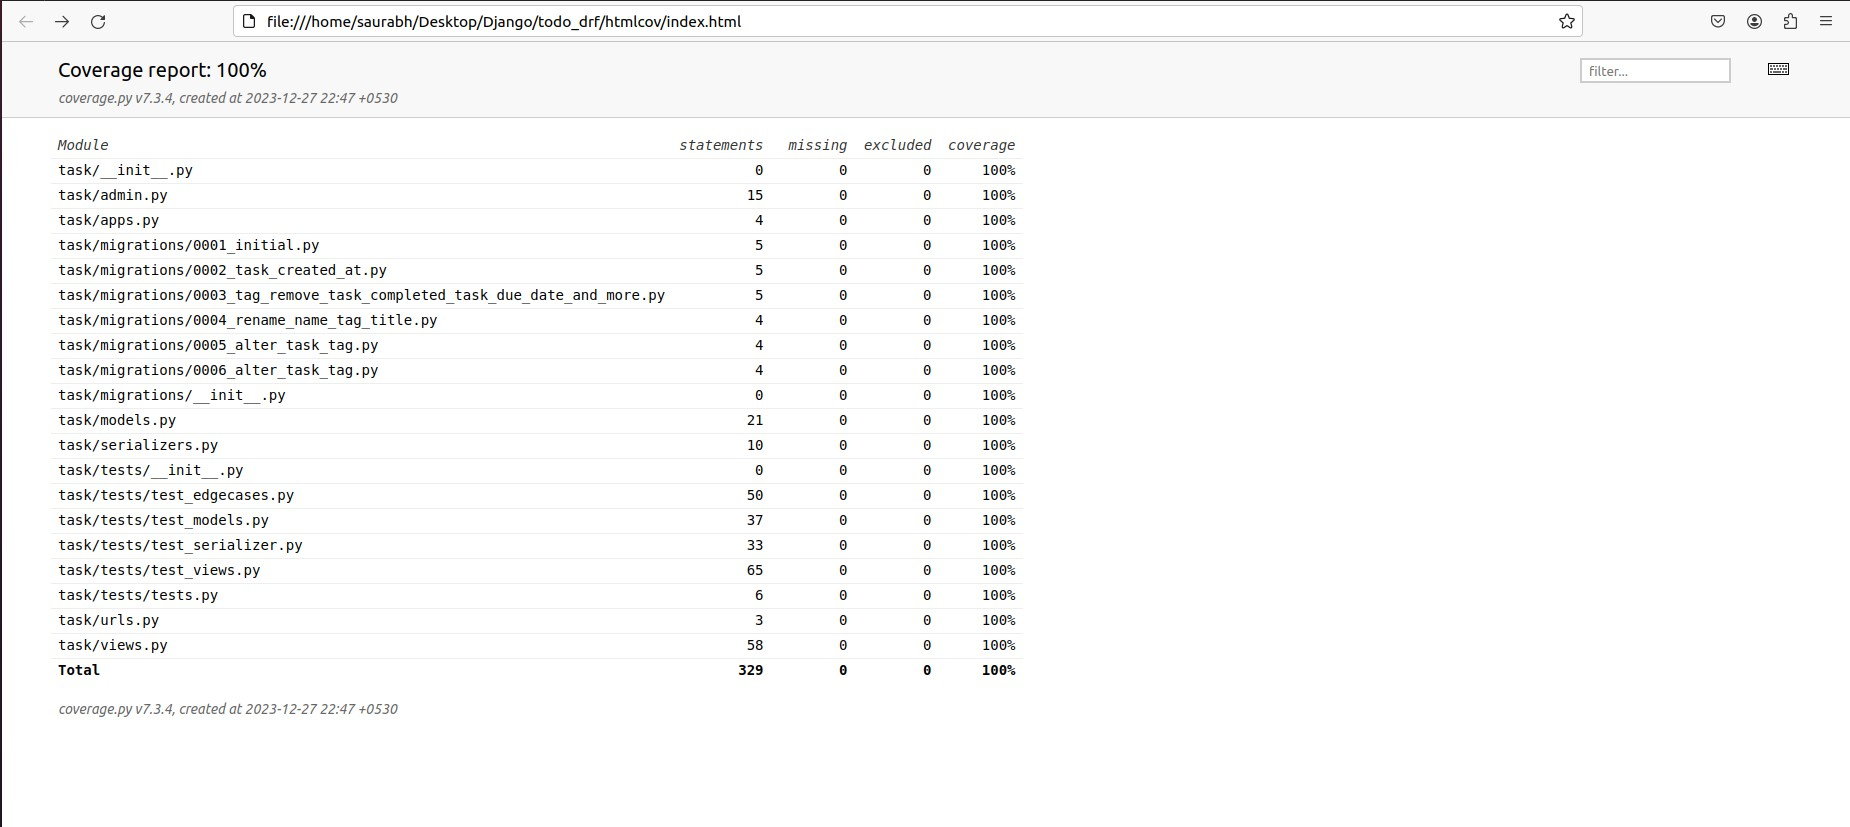 file:///home/saurabh/Desktop/Django/todo_drf/htmlcov/index.html
Coverage report: 100%
filter...
coverage.py v7.3.4, created at 2023-12-27 22:47 +0530
Module statements missing excluded coverage
task/__init__.py 0 0 0 100%
task/admin.py 15 0 0 100%
task/apps.py 4 0 0 100%
task/migrations/0001_initial.py 5 0 0 100%
task/migrations/0002_task_created_at.py 5 0 0 100%
task/migrations/0003_tag_remove_task_completed_task_due_date_and_more.py 5 0 0 100%
task/migrations/0004_rename_name_tag_title.py 4 0 0 100%
task/migrations/0005_alter_task_tag.py 4 0 0 100%
task/migrations/0006_alter_task_tag.py 4 0 0 100%
task/migrations/__init__.py 0 0 0 100%
task/models.py 21 0 0 100%
task/serializers.py 10 0 0 100%
task/tests/__init__.py 0 0 0 100%
task/tests/test_edgecases.py 50 0 0 100%
task/tests/test_models.py 37 0 0 100%
task/tests/test_serializer.py 33 0 0 100%
task/tests/test_views.py 65 0 0 100%
task/tests/tests.py 6 0 0 100%
task/urls.py 3 0 0 100%
task/views.py 58 0 0 100%
Total 329 0 0 100%
coverage.py v7.3.4, created at 2023-12-27 22:47 +0530